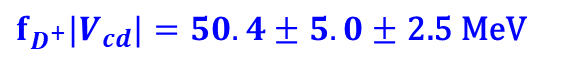 f_{D^+}|V_{cd}| = 50.4 ± 5.0 ± 2.5 MeV